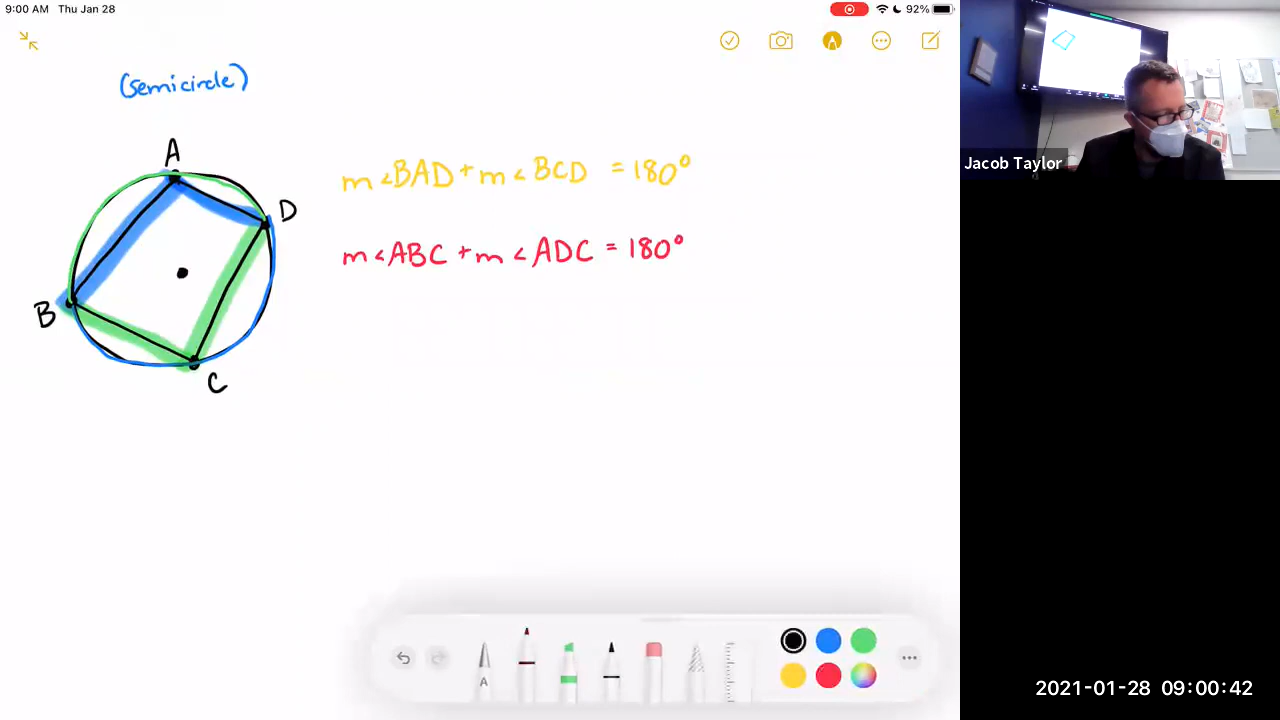 9:00 AM Thu Jan 28
92%
(semicircle)
A
D
B
C
m∠BAD + m∠BCD = 180°
m∠ABC + m∠ADC = 180°
A
Jacob Taylor
2021-01-28 09:00:42